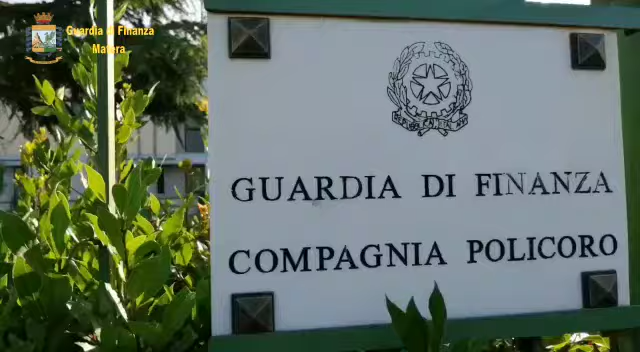 Guardia di Finanza
Matera
GUARDIA DI FINANZA
COMPAGNIA POLICORO